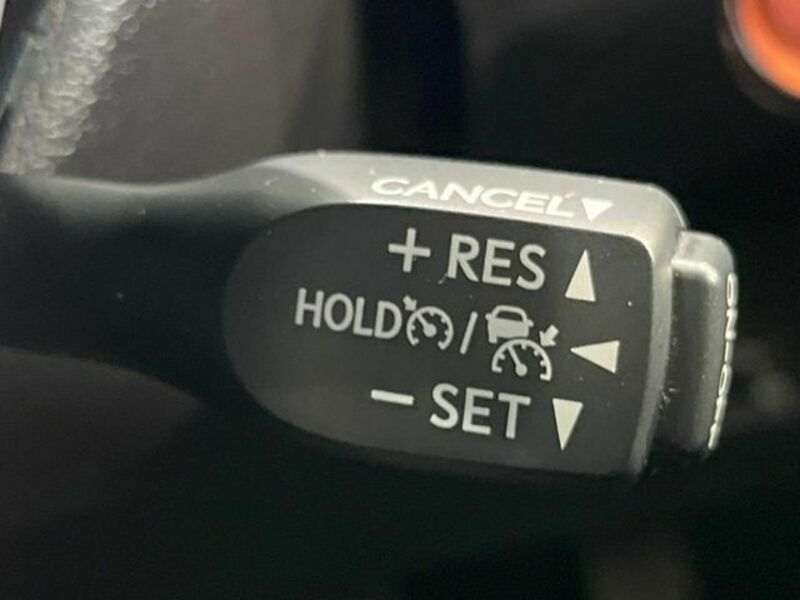 CANCEL▼
+ RES ▲
HOLD / ◀
− SET ▼